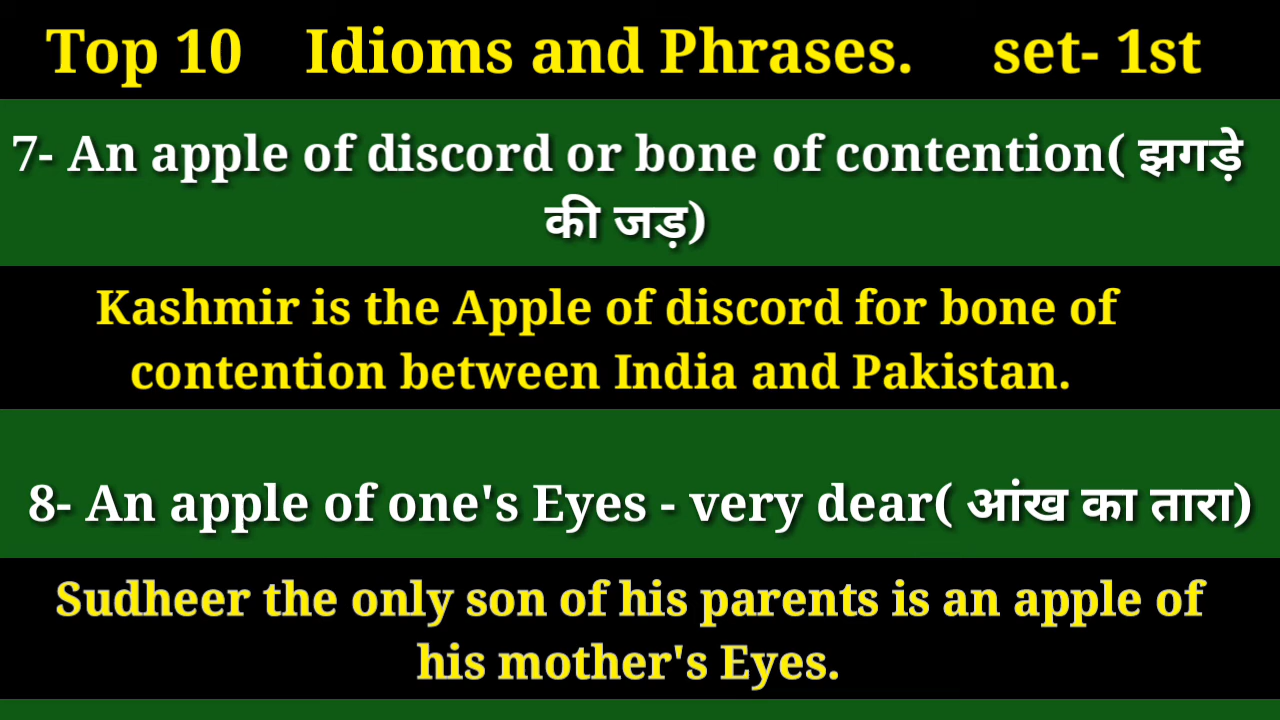 Top 10 Idioms and Phrases. set- 1st
7- An apple of discord or bone of contention( झगड़े
की जड़)
Kashmir is the Apple of discord for bone of
contention between India and Pakistan.
8- An apple of one's Eyes - very dear( आंख का तारा)
Sudheer the only son of his parents is an apple of
his mother's Eyes.